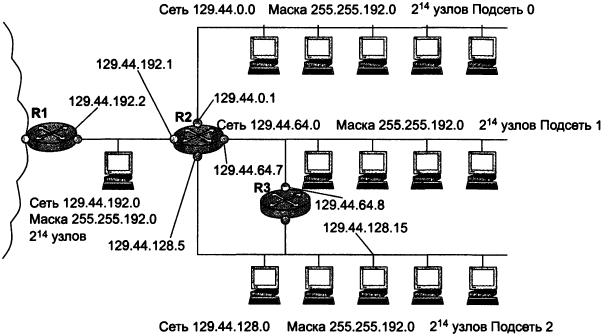 Сеть 129.44.0.0 Маска 255.255.192.0 2¹⁴ узлов Подсеть 0
129.44.192.1
129.44.192.2
R1
R2
129.44.0.1
Сеть 129.44.64.0 Маска 255.255.192.0 2¹⁴ узлов Подсеть 1
129.44.64.7
R3
Сеть 129.44.192.0
Маска 255.255.192.0
2¹⁴ узлов
129.44.128.5
129.44.64.8
129.44.128.15
Сеть 129.44.128.0 Маска 255.255.192.0 2¹⁴ узлов Подсеть 2